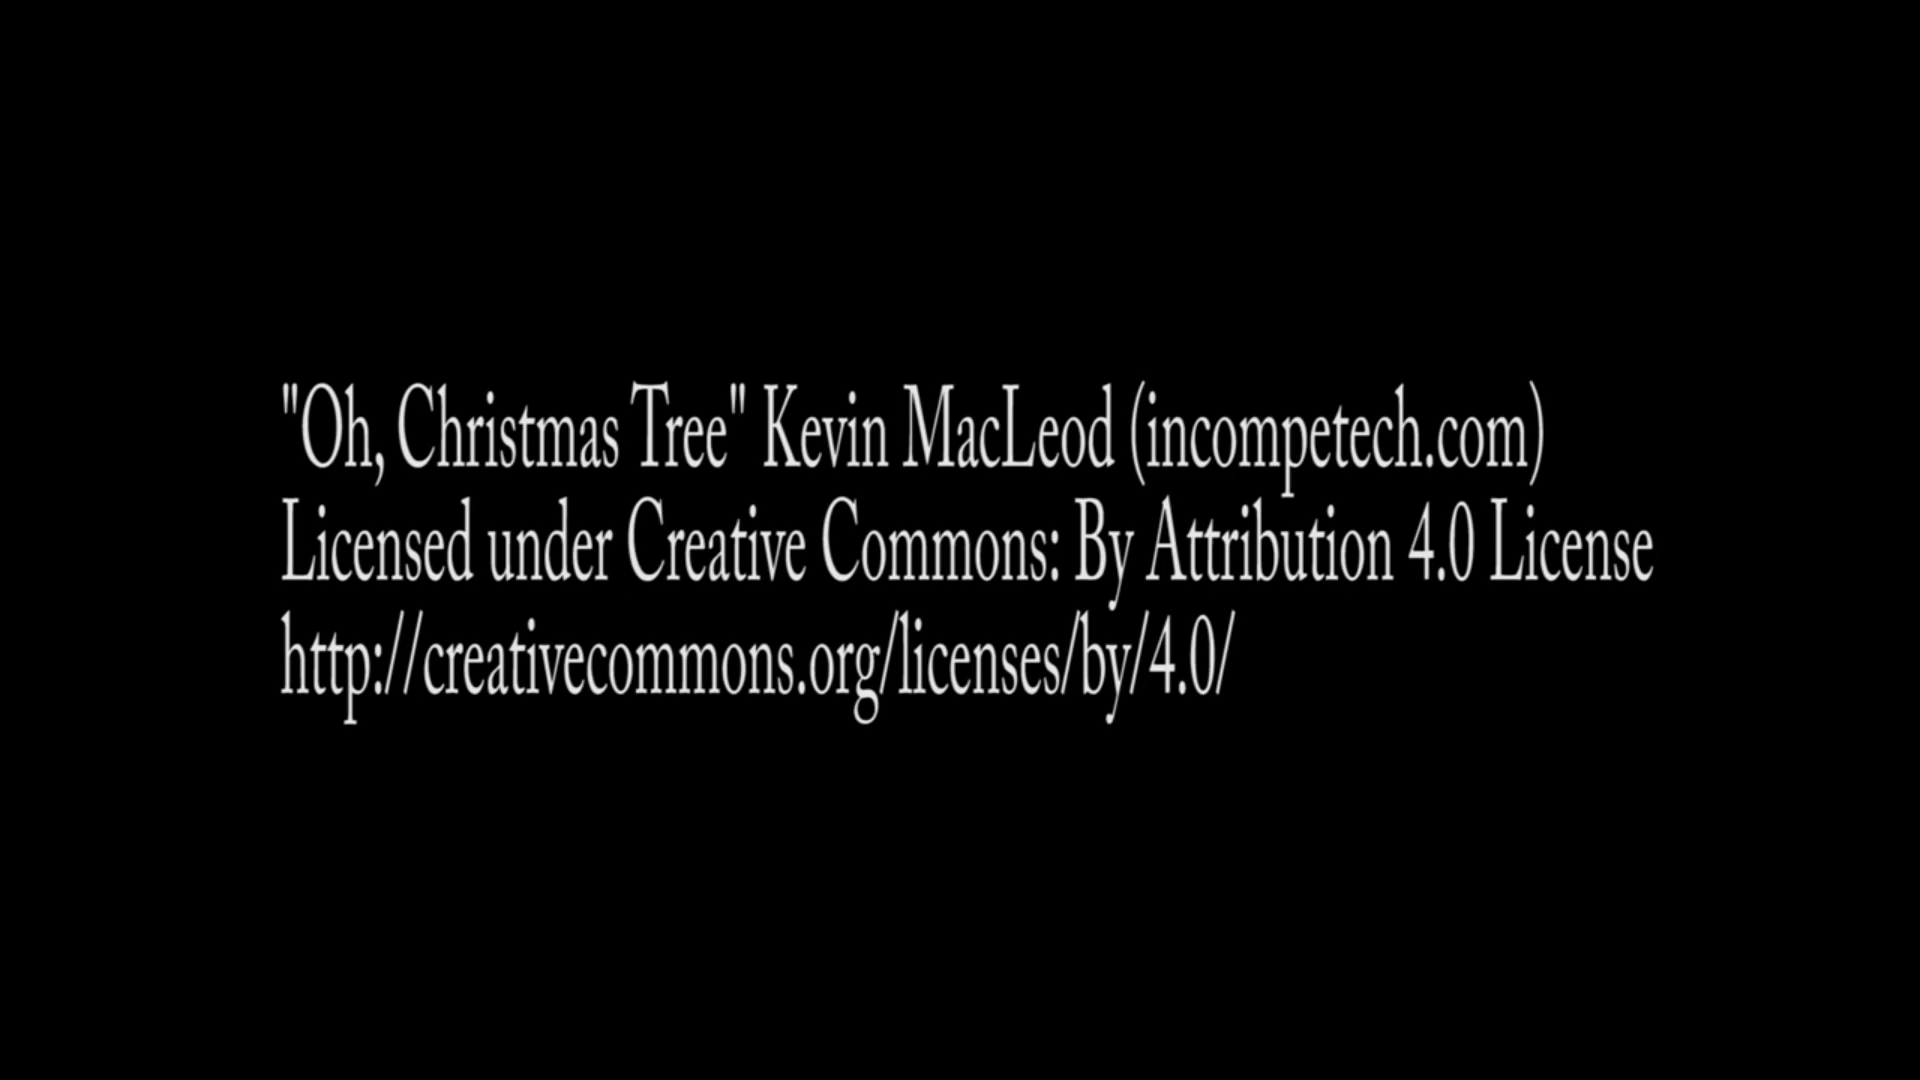 "Oh, Christmas Tree" Kevin MacLeod (incompetech.com)
Licensed under Creative Commons: By Attribution 4.0 License
http://creativecommons.org/licenses/by/4.0/